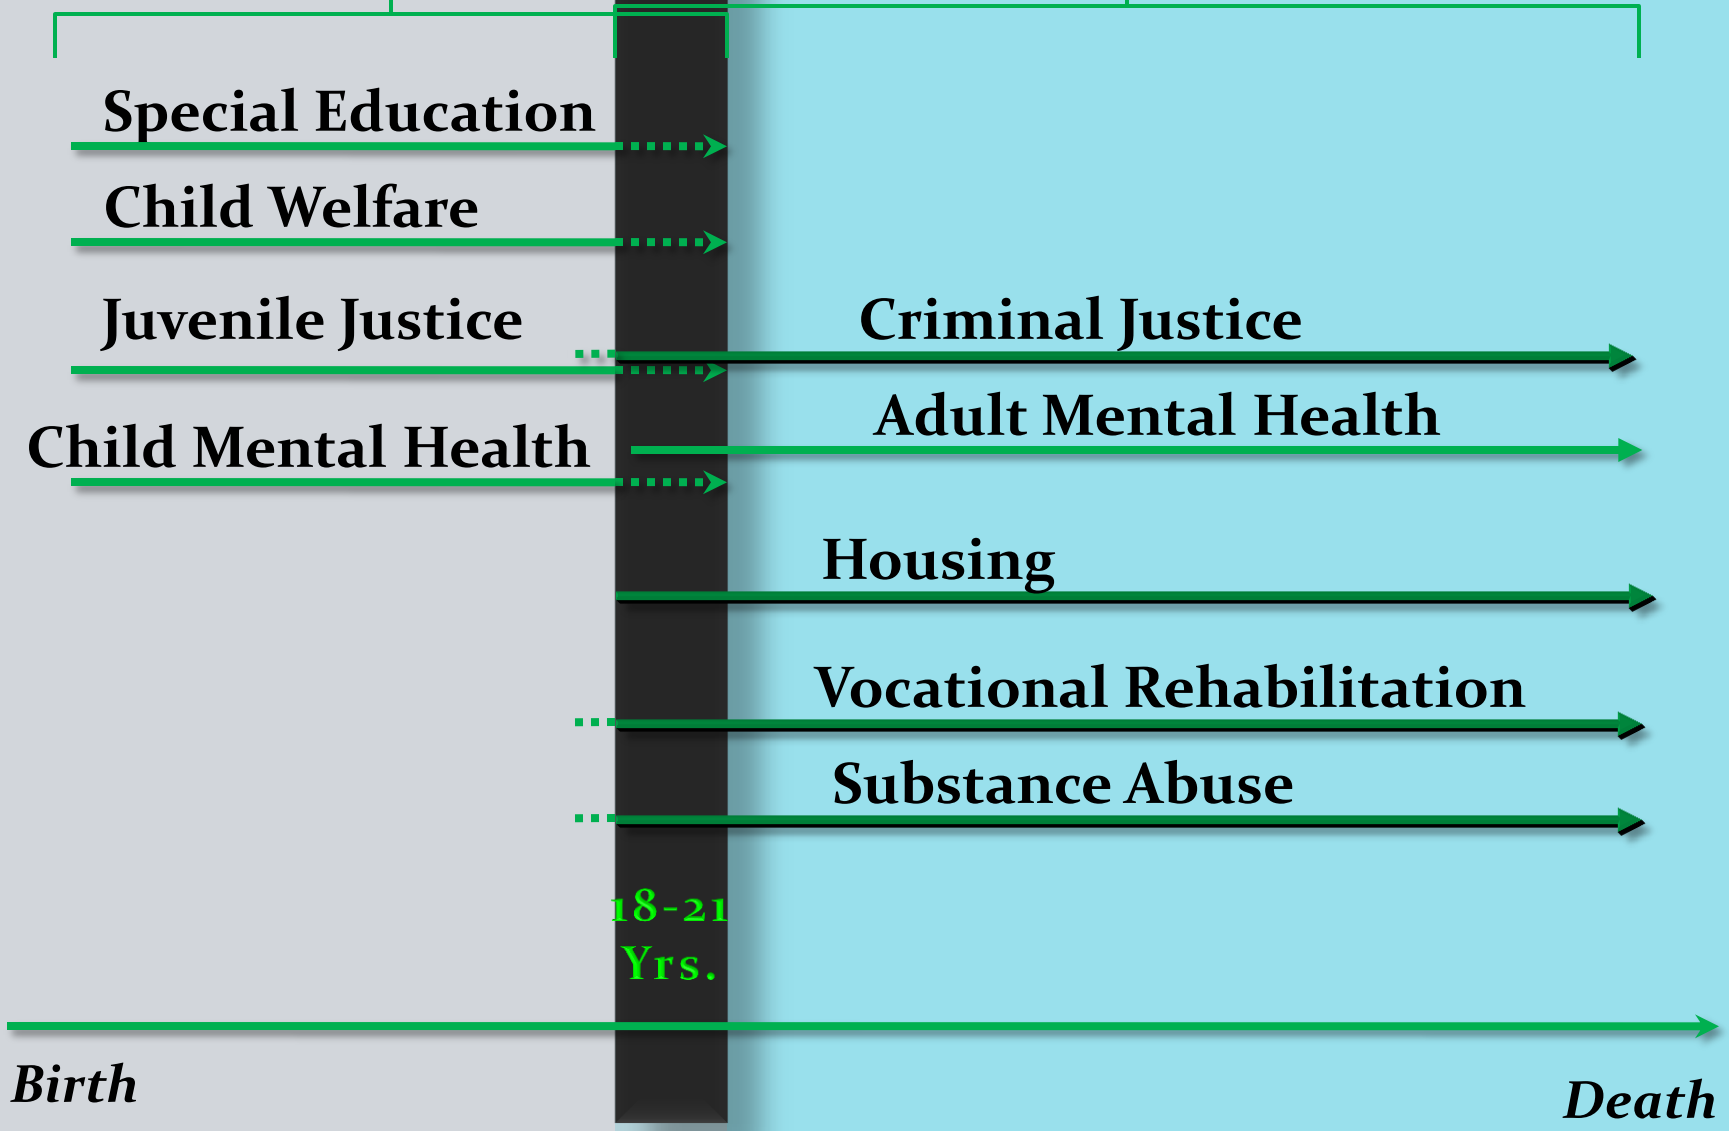 Special Education
Child Welfare
Juvenile Justice
Criminal Justice
Adult Mental Health
Child Mental Health
Housing
Vocational Rehabilitation
Substance Abuse
18-21
Yrs.
Birth
Death